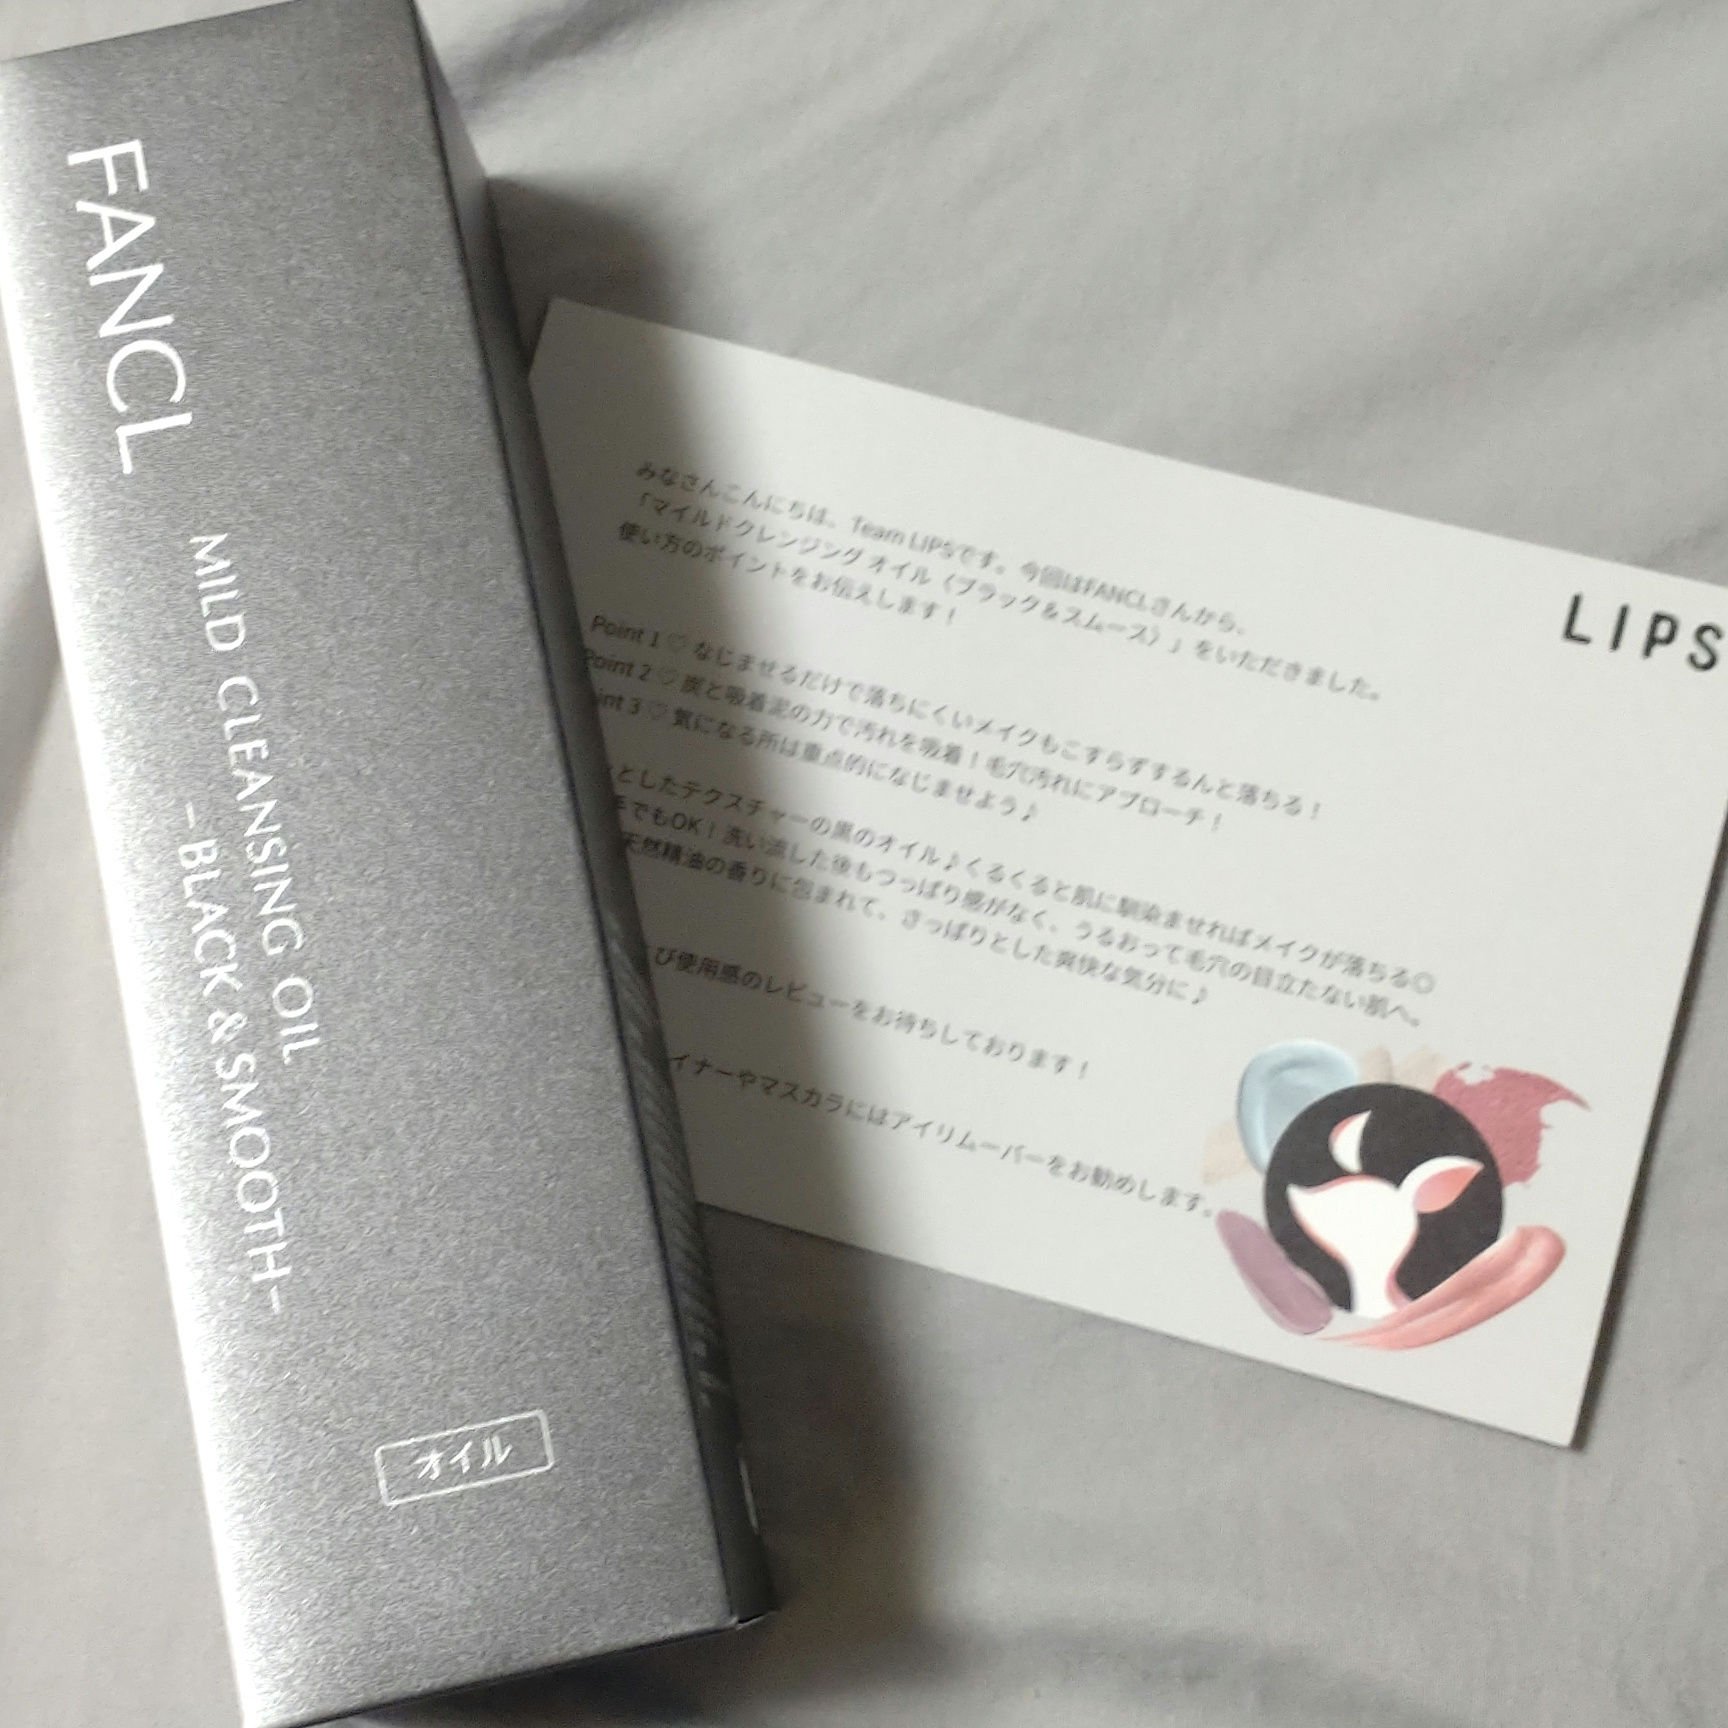 FANCL
MILD CLEANSING OIL
-BLACK & SMOOTH-
オイル
LIPS
みなさんこんにちは、Team LIPSです。今回はFANCLさんから、
「マイルドクレンジング オイル〈ブラック&スムース〉」をいただきました。
使い方のポイントをお伝えします！
Point 1 ♡ なじませるだけで落ちにくいメイクもこすらずするんと落ちる！
Point 2 ♡ 炭と吸着泥の力で汚れを吸着！毛穴汚れにアプローチ！
int 3 ♡ 気になる所は重点的になじませよう♪
としたテクスチャーの黒のオイル♪くるくると肌に馴染ませればメイクが落ちる◎
手でもOK！洗い流した後もつっぱり感がなく、うるおって毛穴の目立たない肌へ。
天然精油の香りに包まれて、さっぱりとした爽快な気分に♪
び使用感のレビューをお待ちしております！
イナーやマスカラにはアイリムーバーをお勧めします。